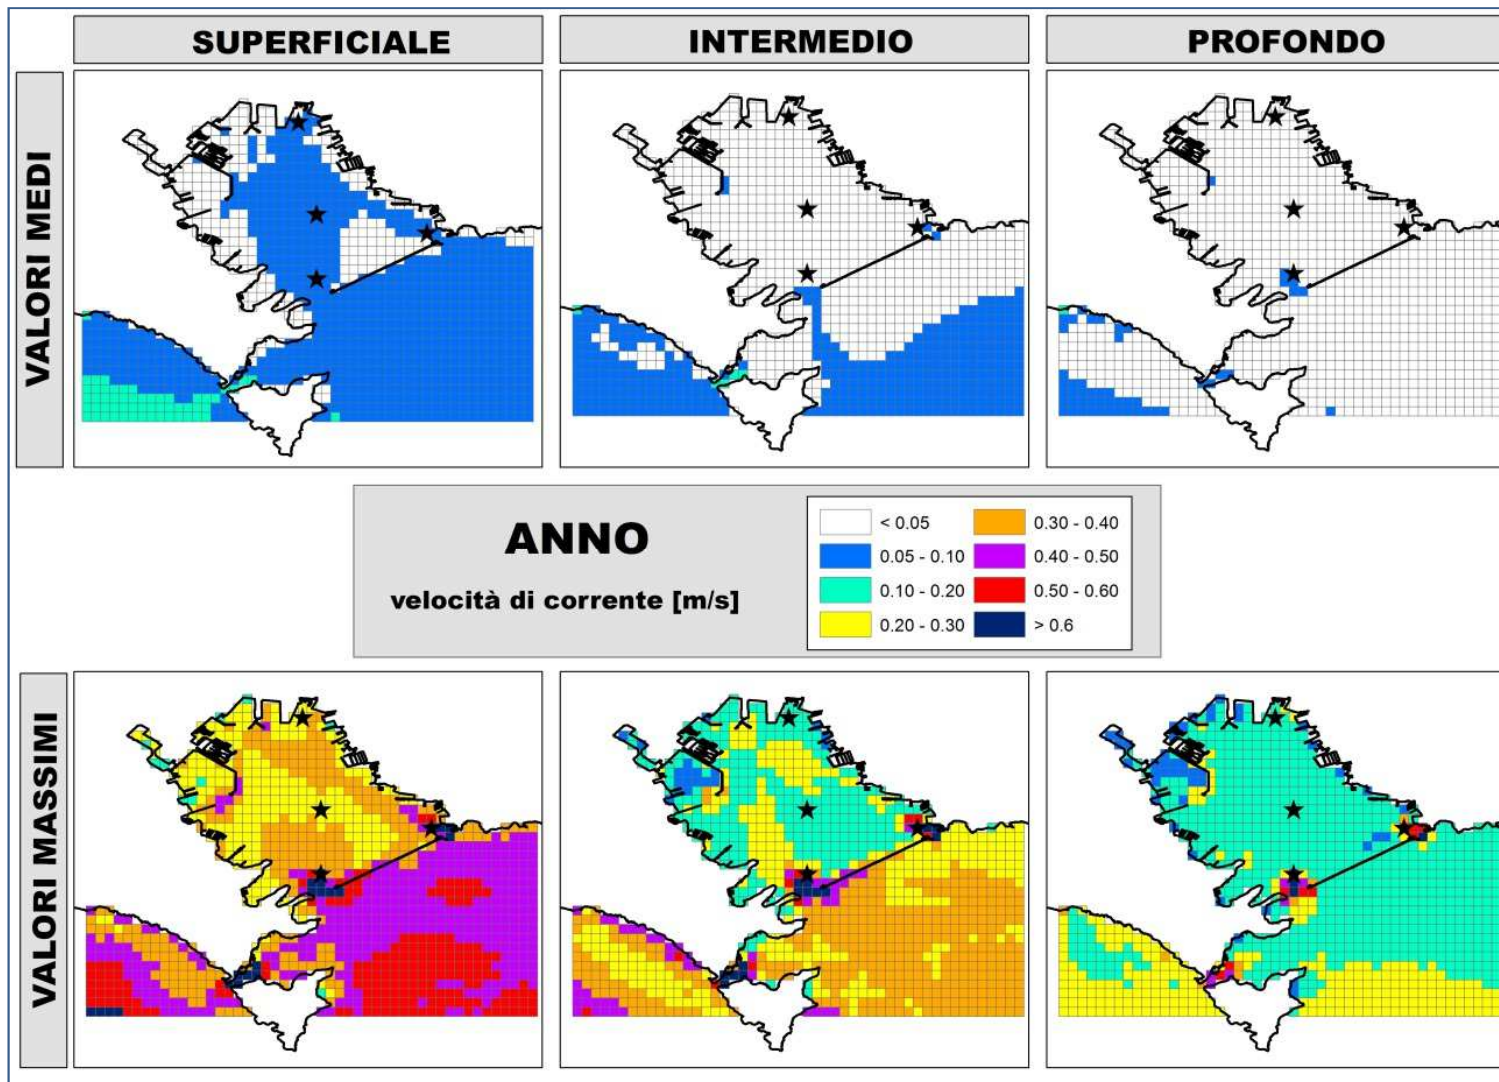 SUPERFICIALE
INTERMEDIO
PROFONDO
VALORI MEDI
ANNO
velocità di corrente [m/s]
< 0.05
0.05 - 0.10
0.10 - 0.20
0.20 - 0.30
0.30 - 0.40
0.40 - 0.50
0.50 - 0.60
> 0.6
VALORI MASSIMI